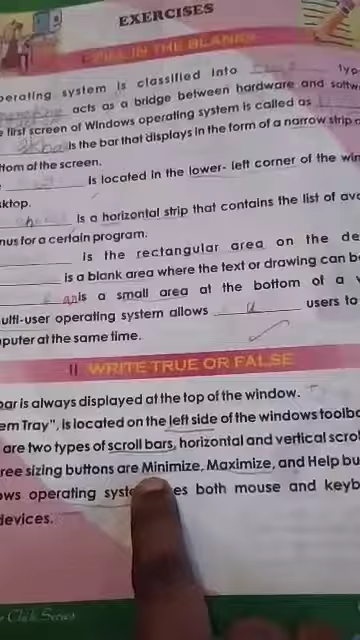 EXERCISES
I FILL IN THE BLANKS
perating system is classified into typ
acts as a bridge between hardware and softw
e first screen of Windows operating system is called as
is the bar that displays in the form of a narrow strip
ttom of the screen.
is located in the lower- left corner of the win
sktop.
is a horizontal strip that contains the list of ava
nus for a certain program.
is the rectangular area on the de
is a blank area where the text or drawing can b
is a small area at the bottom of a
ulti-user operating system allows users to
nputer at the same time.
II WRITE TRUE OR FALSE
bar is always displayed at the top of the window.
em Tray", is located on the left side of the windows toolba
are two types of scroll bars, horizontal and vertical scrol
ree sizing buttons are Minimize, Maximize, and Help bu
ows operating syste es both mouse and keyb
devices.
Series